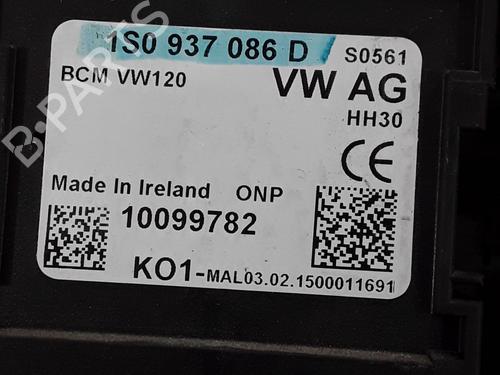 1S0 937 086 D S0561
BCM VW120 VW AG
HH30
CE
Made In Ireland ONP
10099782
KO1-MAL03.02.1500011691
B-PARTS